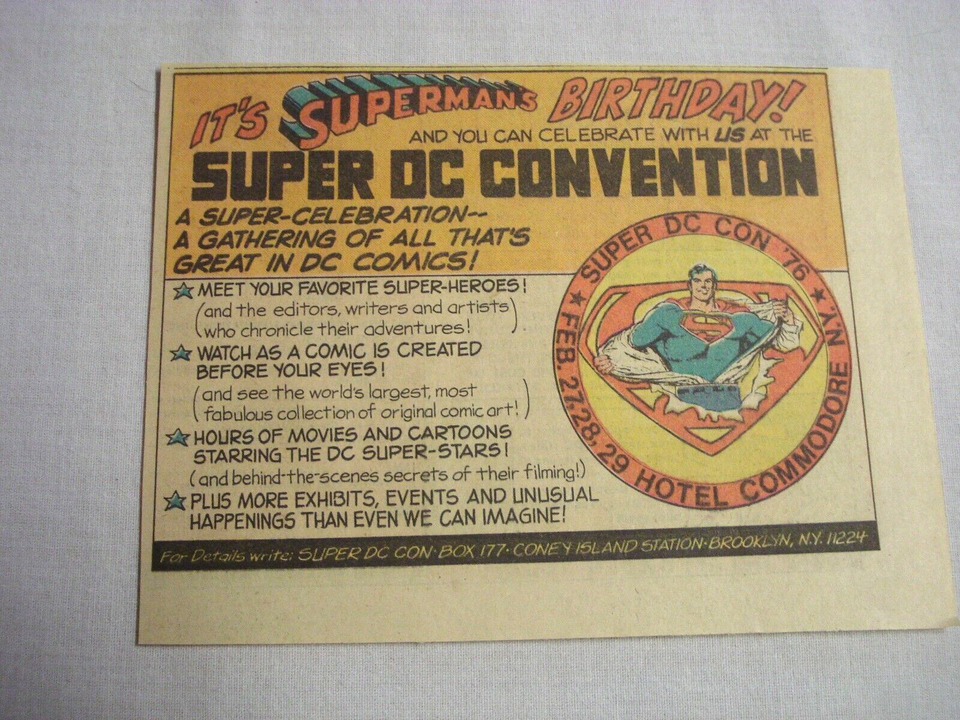 IT'S SUPERMAN'S BIRTHDAY!
AND YOU CAN CELEBRATE WITH US AT THE
SUPER DC CONVENTION
A SUPER-CELEBRATION--
A GATHERING OF ALL THAT'S
GREAT IN DC COMICS!
MEET YOUR FAVORITE SUPER-HEROES!
(and the editors, writers and artists
who chronicle their adventures!)
WATCH AS A COMIC IS CREATED
BEFORE YOUR EYES!
(and see the world's largest, most
fabulous collection of original comic art!)
HOURS OF MOVIES AND CARTOONS
STARRING THE DC SUPER-STARS!
(and behind-the-scenes secrets of their filming!)
PLUS MORE EXHIBITS, EVENTS AND UNUSUAL
HAPPENINGS THAN EVEN WE CAN IMAGINE!
SUPER DC CON '76
FEB. 27-28, 29 HOTEL COMMODORE N.Y.
S
For Details write: SUPER DC CON · BOX 177 · CONEY ISLAND STATION · BROOKLYN, N.Y. 11224